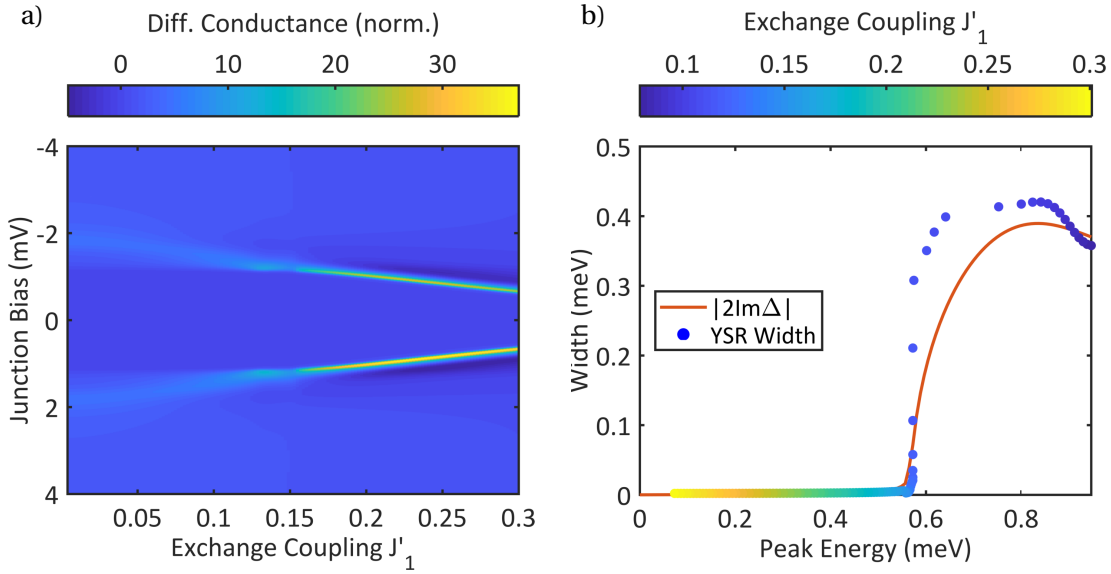 a)
Diff. Conductance (norm.)
0 10 20 30
-4
-2
0
2
4
Junction Bias (mV)
0.05 0.1 0.15 0.2 0.25 0.3
Exchange Coupling J'1
b)
Exchange Coupling J'1
0.1 0.15 0.2 0.25 0.3
0.5
0.4
0.3
0.2
0.1
0
Width (meV)
|2ImΔ|
YSR Width
0 0.2 0.4 0.6 0.8
Peak Energy (meV)